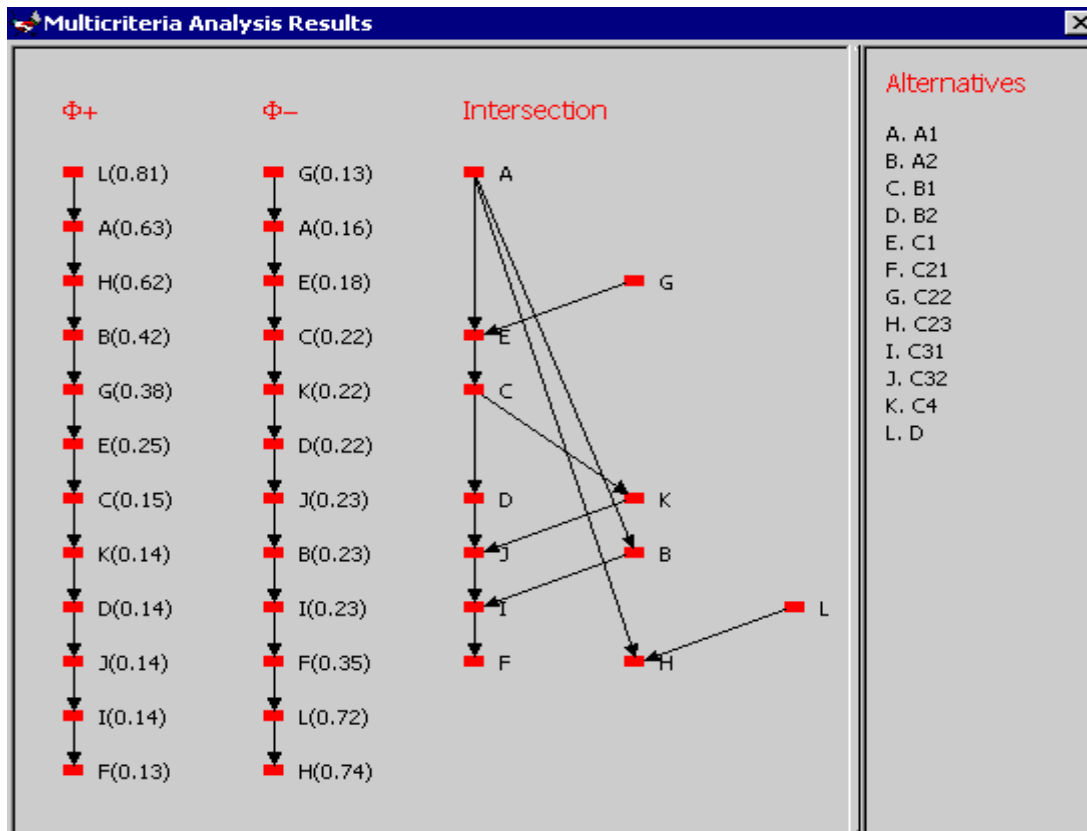 Multicriteria Analysis Results
Φ+
L(0.81)
A(0.63)
H(0.62)
B(0.42)
G(0.38)
E(0.25)
C(0.15)
K(0.14)
D(0.14)
J(0.14)
I(0.14)
F(0.13)
Φ−
G(0.13)
A(0.16)
E(0.18)
C(0.22)
K(0.22)
D(0.22)
J(0.23)
B(0.23)
I(0.23)
F(0.35)
L(0.72)
H(0.74)
Intersection
A
G
E
C
D
K
J
B
I
L
F
H
Alternatives
A. A1
B. A2
C. B1
D. B2
E. C1
F. C21
G. C22
H. C23
I. C31
J. C32
K. C4
L. D